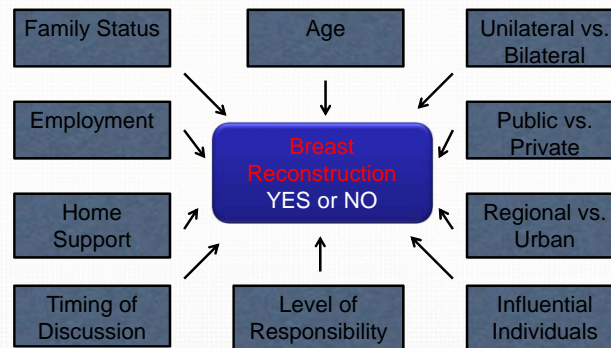 Family Status
Age
Unilateral vs.
Bilateral
Employment
Breast
Reconstruction
YES or NO
Public vs.
Private
Home
Support
Regional vs.
Urban
Timing of
Discussion
Level of
Responsibility
Influential
Individuals